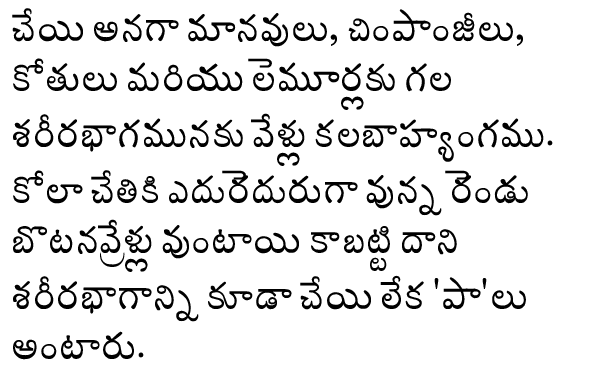 చేయి అనగా మానవులు, చింపాంజీలు,
కోతులు మరియు లెమూర్లకు గల
శరీరభాగమునకు వేళ్లు కలబాహ్యంగము.
కోలా చేతికి ఎదురెదురుగా వున్న రెండు
బొటనవ్రేళ్లు వుంటాయి కాబట్టి దాని
శరీరభాగాన్ని కూడా చేయి లేక 'పా'లు
అంటారు.